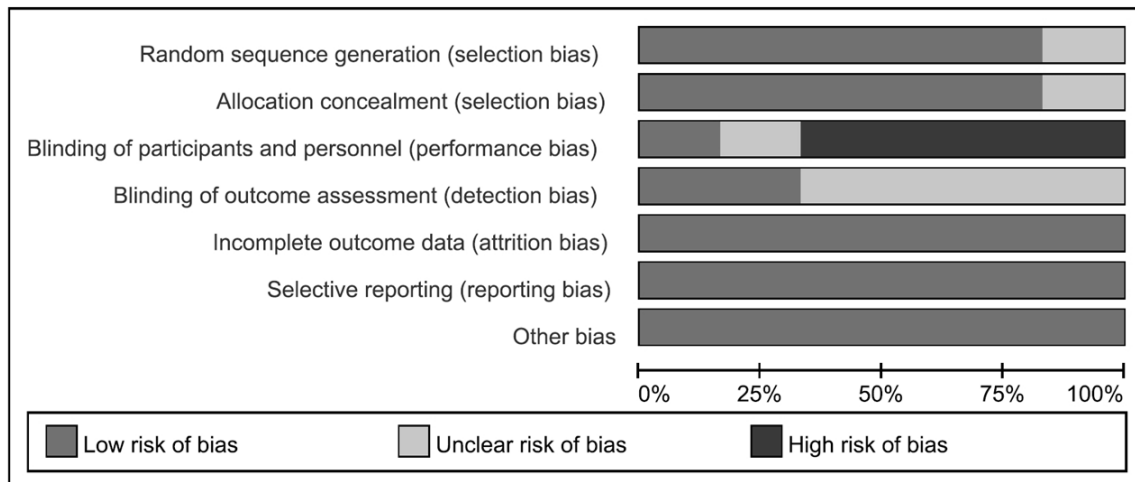 Random sequence generation (selection bias)
Allocation concealment (selection bias)
Blinding of participants and personnel (performance bias)
Blinding of outcome assessment (detection bias)
Incomplete outcome data (attrition bias)
Selective reporting (reporting bias)
Other bias
0% 25% 50% 75% 100%
Low risk of bias Unclear risk of bias High risk of bias